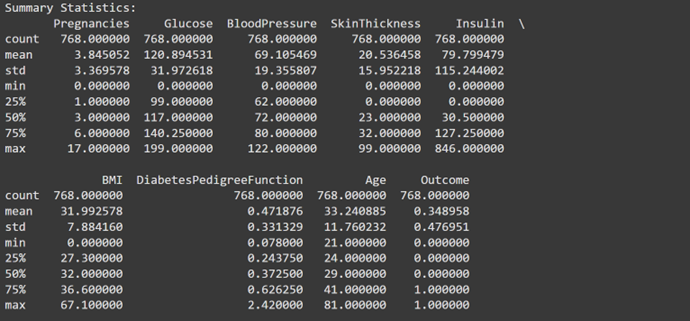 Summary Statistics:
Pregnancies Glucose BloodPressure SkinThickness Insulin \
count 768.000000 768.000000 768.000000 768.000000 768.000000
mean 3.845052 120.894531 69.105469 20.536458 79.799479
std 3.369578 31.972618 19.355807 15.952218 115.244002
min 0.000000 0.000000 0.000000 0.000000 0.000000
25% 1.000000 99.000000 62.000000 0.000000 0.000000
50% 3.000000 117.000000 72.000000 23.000000 30.500000
75% 6.000000 140.250000 80.000000 32.000000 127.250000
max 17.000000 199.000000 122.000000 99.000000 846.000000
BMI DiabetesPedigreeFunction Age Outcome
count 768.000000 768.000000 768.000000 768.000000
mean 31.992578 0.471876 33.240885 0.348958
std 7.884160 0.331329 11.760232 0.476951
min 0.000000 0.078000 21.000000 0.000000
25% 27.300000 0.243750 24.000000 0.000000
50% 32.000000 0.372500 29.000000 0.000000
75% 36.600000 0.626250 41.000000 1.000000
max 67.100000 2.420000 81.000000 1.000000